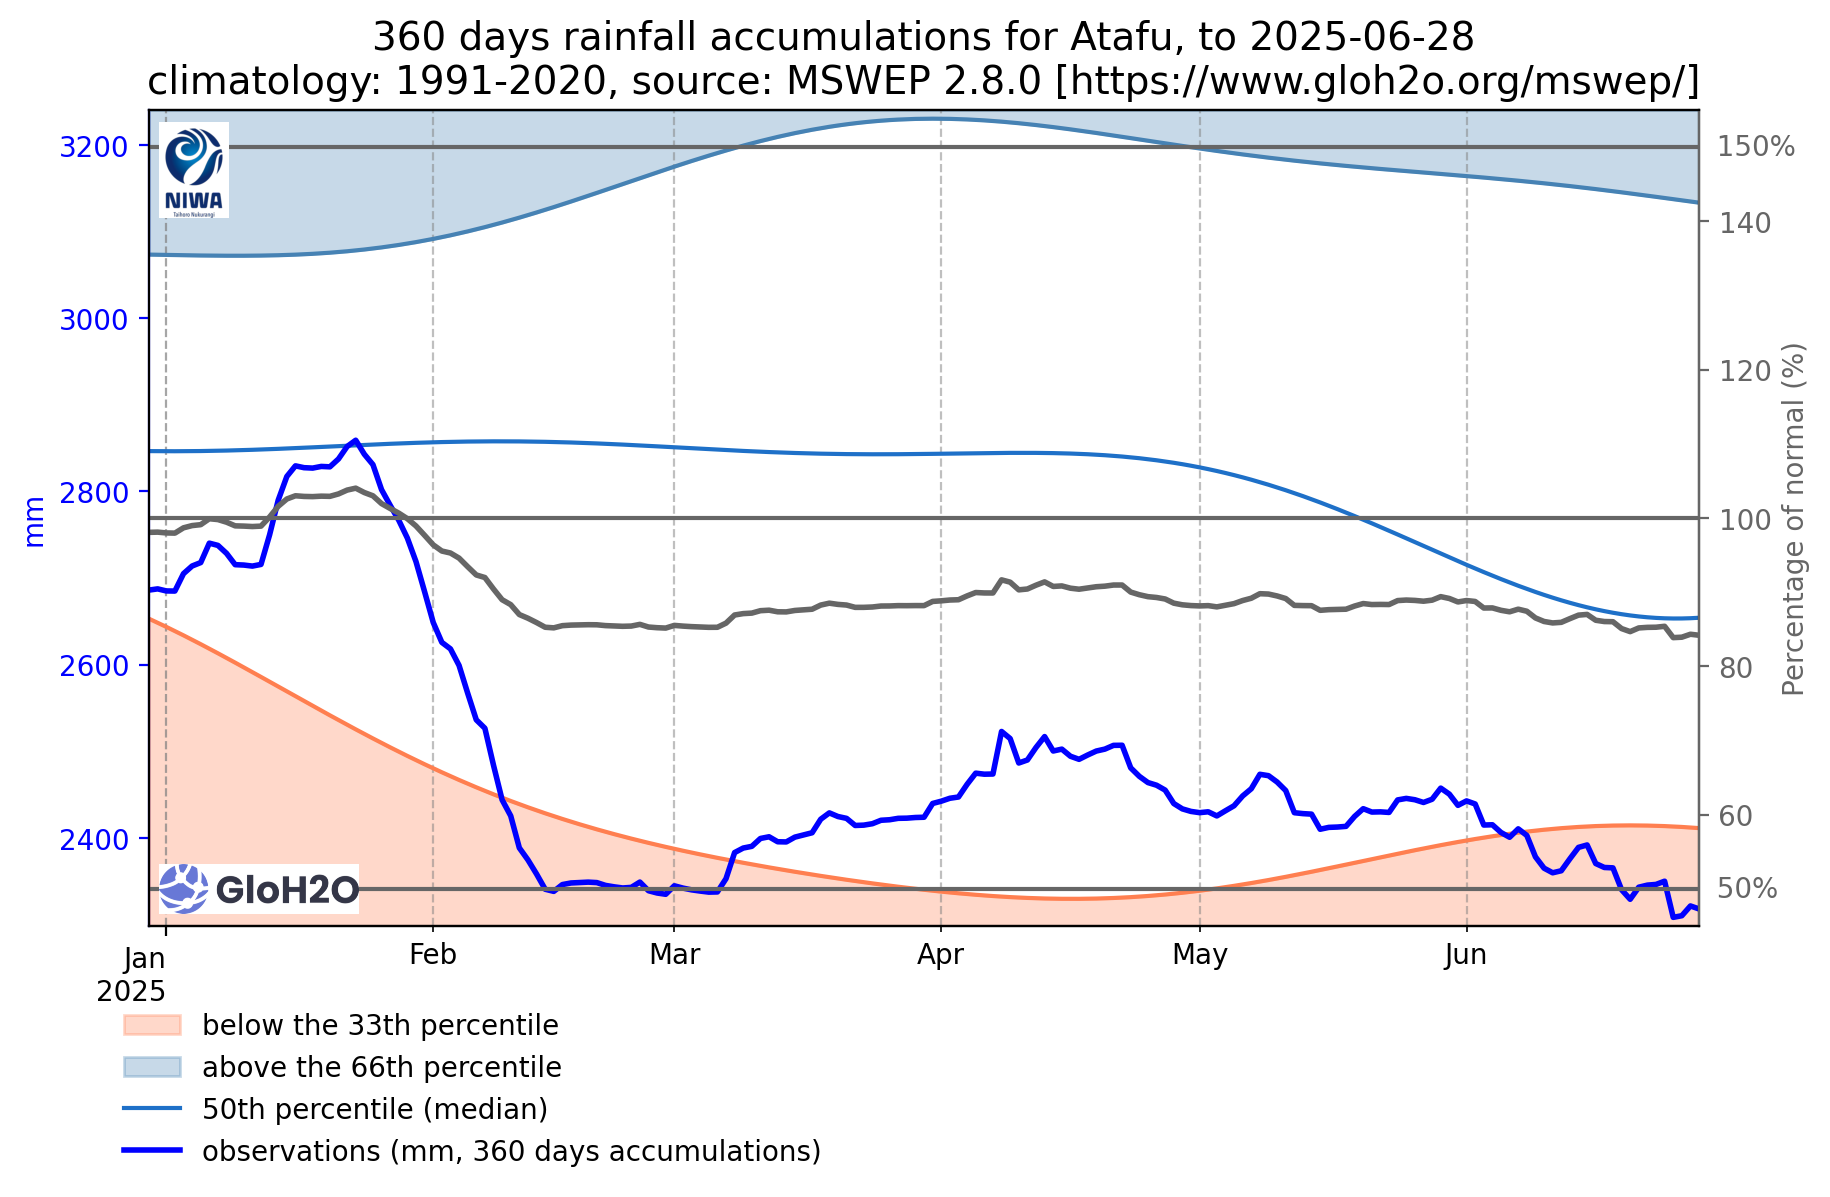 360 days rainfall accumulations for Atafu, to 2025-06-28
climatology: 1991-2020, source: MSWEP 2.8.0 [https://www.gloh2o.org/mswep/]
3200
3000
2800
2600
2400
mm
NIWA
Taihoro Nukurangi
GloH2O
150%
140
120
100
80
60
50%
Percentage of normal (%)
Jan
2025
Feb
Mar
Apr
May
Jun
below the 33th percentile
above the 66th percentile
50th percentile (median)
observations (mm, 360 days accumulations)